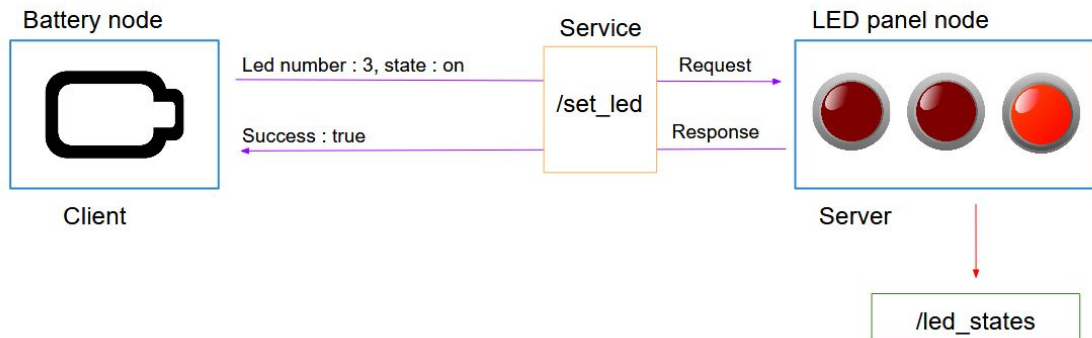 Battery node
LED panel node
Service
Led number : 3, state : on
Request
/set_led
Success : true
Response
Client
Server
/led_states